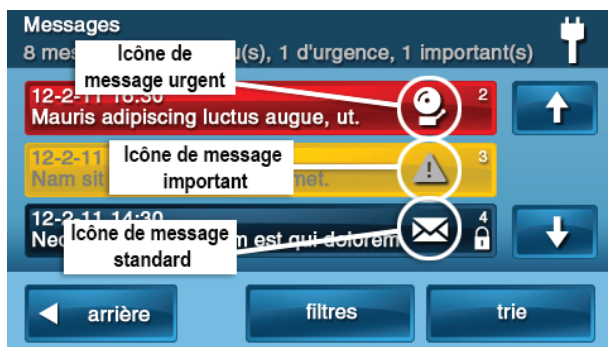 Messages
8 mes (s), 1 d'urgence, 1 important(s)
Icône de
message urgent
12-2-11 16:30
2
Mauris adipiscing luctus augue, ut.
12-2-11
3
Icône de message
important
Nam sit met.
12-2-11 14:30
4
Icône de message
standard
est qui dolorem
arrière
filtres
trie